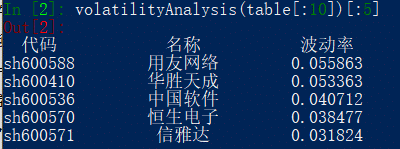 In [2]: volatilityAnalysis(table[:10])[:5]
Out[2]:
代码 名称 波动率
sh600588 用友网络 0.055863
sh600410 华胜天成 0.053363
sh600536 中国软件 0.040712
sh600570 恒生电子 0.038477
sh600571 信雅达 0.031824